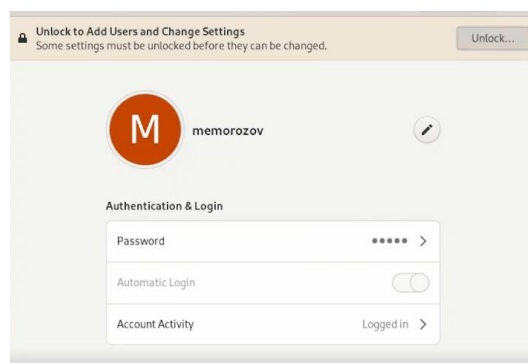 Unlock to Add Users and Change Settings
Some settings must be unlocked before they can be changed.
Unlock...
M
memorozov
Authentication & Login
Password ●●●●●
Automatic Login
Account Activity Logged in